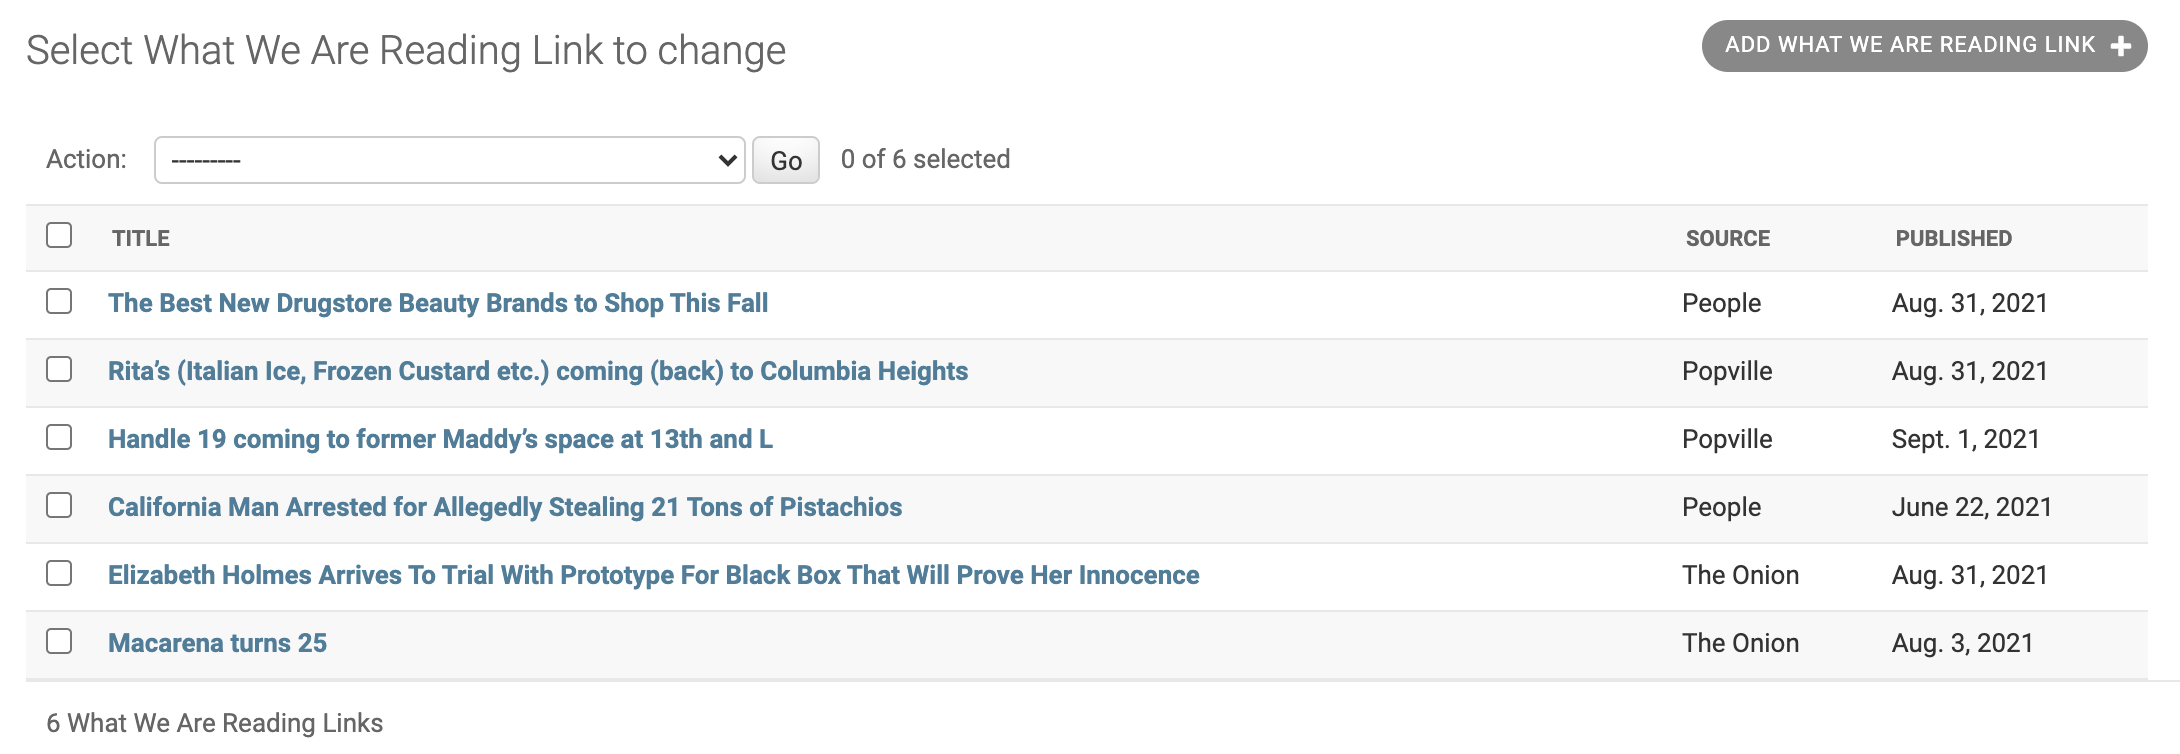 Select What We Are Reading Link to change
ADD WHAT WE ARE READING LINK +
Action: --------- Go 0 of 6 selected
TITLE SOURCE PUBLISHED
The Best New Drugstore Beauty Brands to Shop This Fall People Aug. 31, 2021
Rita’s (Italian Ice, Frozen Custard etc.) coming (back) to Columbia Heights Popville Aug. 31, 2021
Handle 19 coming to former Maddy’s space at 13th and L Popville Sept. 1, 2021
California Man Arrested for Allegedly Stealing 21 Tons of Pistachios People June 22, 2021
Elizabeth Holmes Arrives To Trial With Prototype For Black Box That Will Prove Her Innocence The Onion Aug. 31, 2021
Macarena turns 25 The Onion Aug. 3, 2021
6 What We Are Reading Links